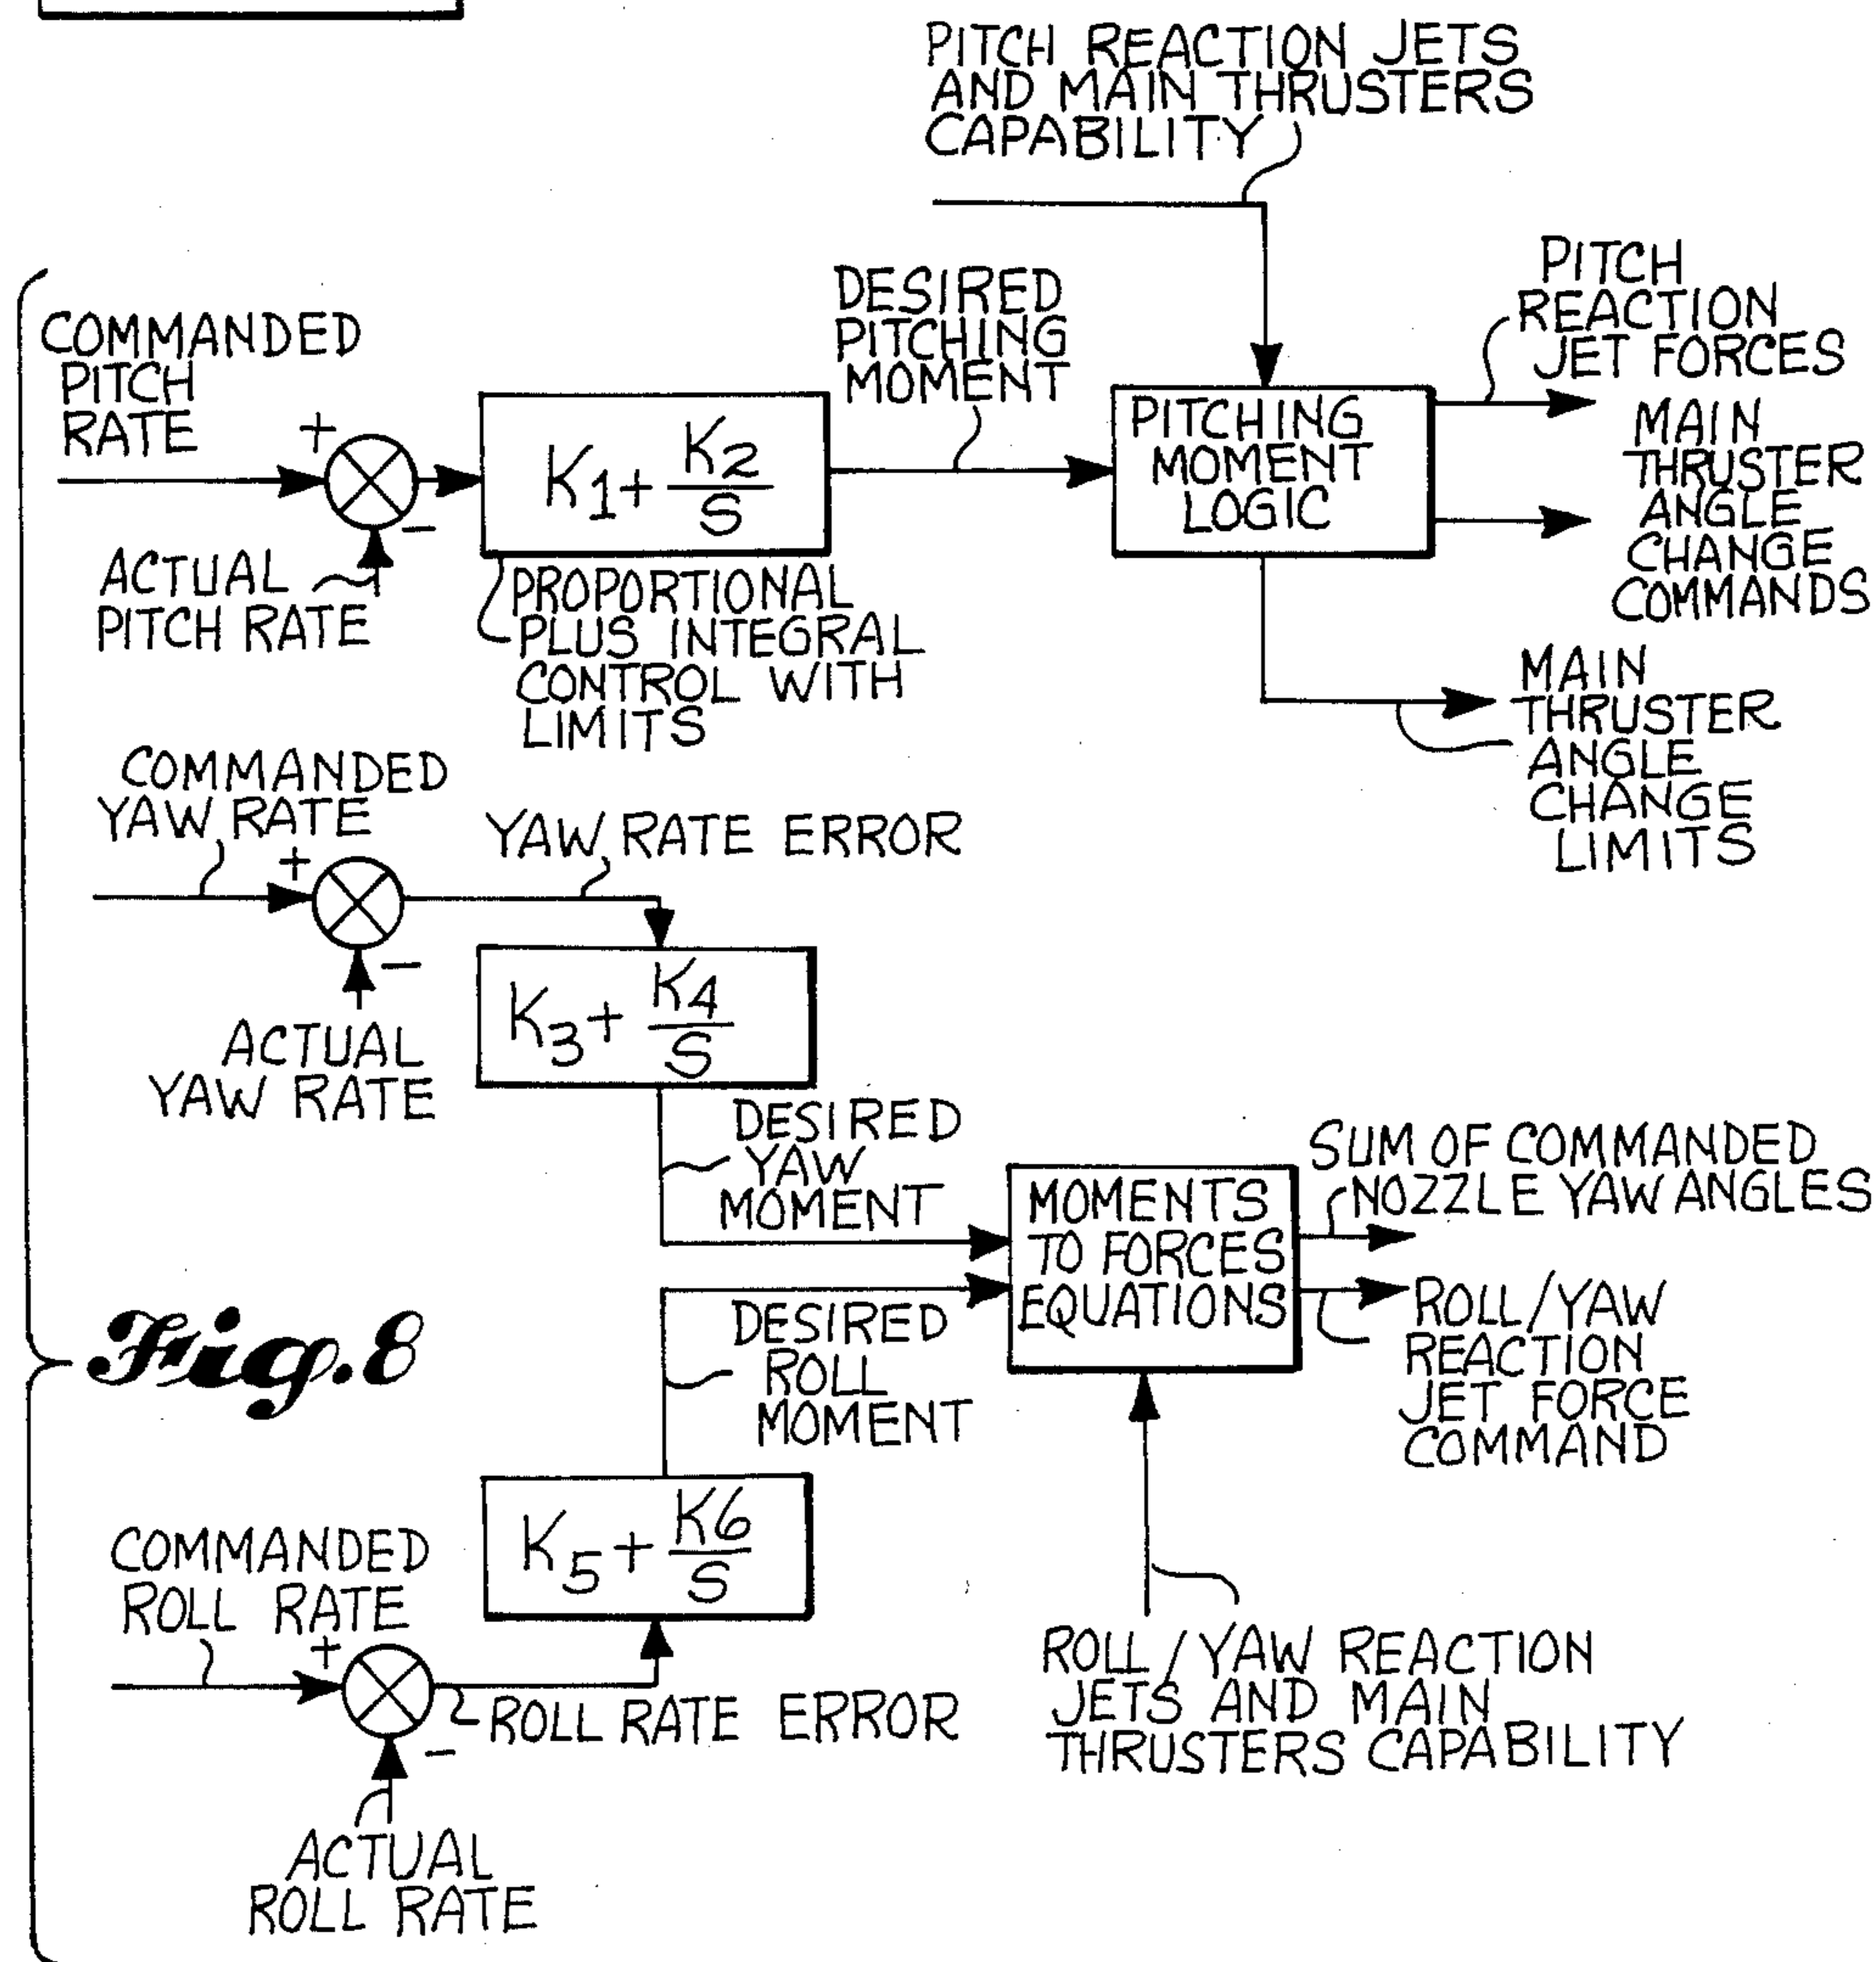 PITCH REACTION JETS
AND MAIN THRUSTERS
CAPABILITY
COMMANDED
PITCH
RATE
+
−
ACTUAL
PITCH RATE
K1+ K2
S
PROPORTIONAL
PLUS INTEGRAL
CONTROL WITH
LIMITS
DESIRED
PITCHING
MOMENT
PITCHING
MOMENT
LOGIC
PITCH
REACTION
JET FORCES
MAIN
THRUSTER
ANGLE
CHANGE
COMMANDS
MAIN
THRUSTER
ANGLE
CHANGE
LIMITS
COMMANDED
YAW RATE
+
−
ACTUAL
YAW RATE
YAW RATE ERROR
K3+ K4
S
DESIRED
YAW
MOMENT
MOMENTS
TO FORCES
EQUATIONS
SUM OF COMMANDED
NOZZLE YAW ANGLES
ROLL/YAW
REACTION
JET FORCE
COMMAND
Fig. 8
DESIRED
ROLL
MOMENT
K5+ K6
S
COMMANDED
ROLL RATE
+
−
ROLL RATE ERROR
ACTUAL
ROLL RATE
ROLL/YAW REACTION
JETS AND MAIN
THRUSTERS CAPABILITY